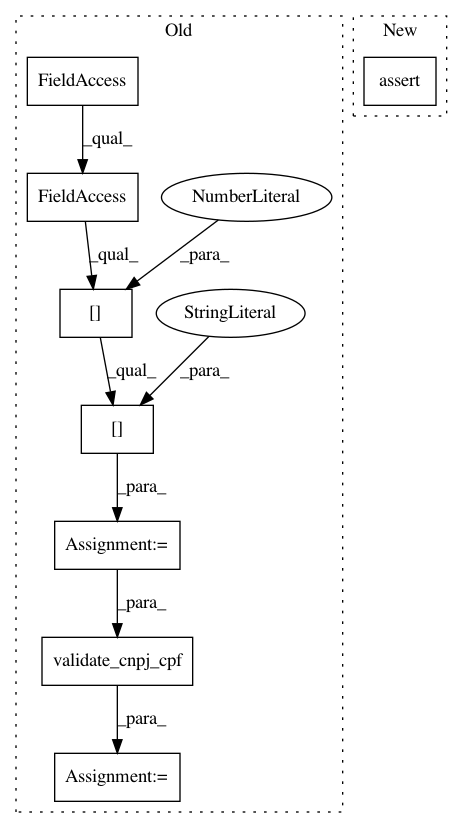 Old
New
FieldAccess
assert
_qual_
FieldAccess
NumberLiteral
_qual_
_para_
[]
StringLiteral
_qual_
_para_
[]
_para_
Assignment:=
_para_
validate_cnpj_cpf
_para_
Assignment:=